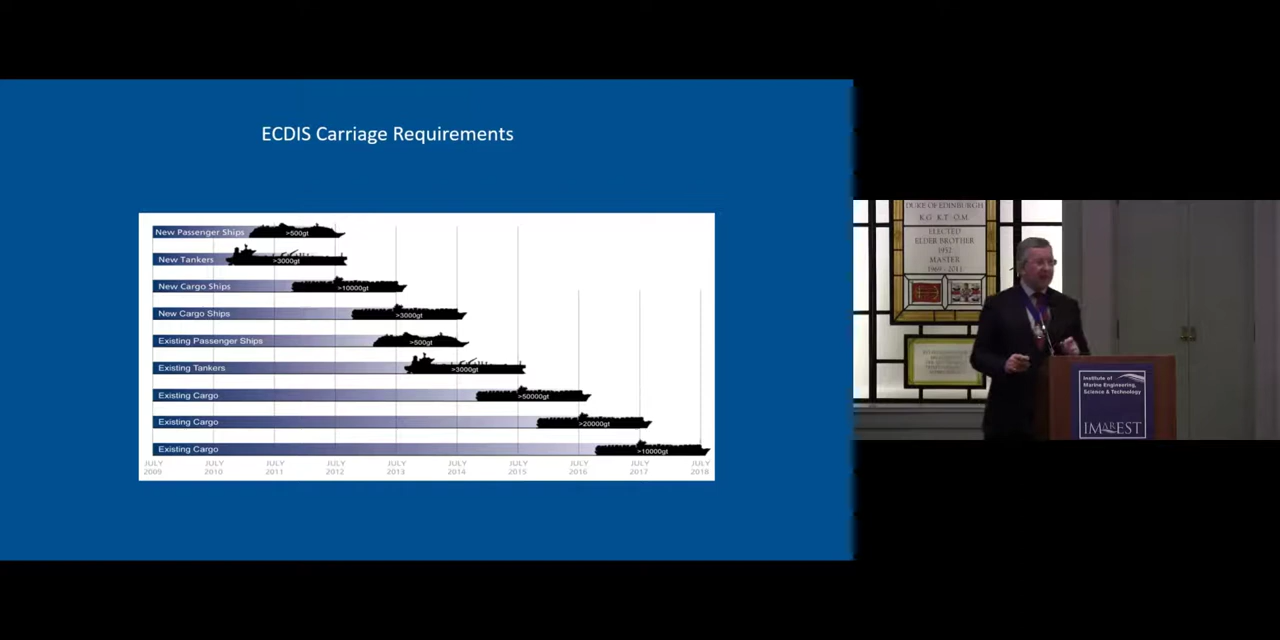 ECDIS Carriage Requirements
New Passenger Ships >500gt
New Tankers >3000gt
New Cargo Ships >10000gt
New Cargo Ships >3000gt
Existing Passenger Ships >500gt
Existing Tankers >3000gt
Existing Cargo >50000gt
Existing Cargo >20000gt
Existing Cargo >10000gt
JULY 2009
JULY 2010
JULY 2011
JULY 2012
JULY 2013
JULY 2014
JULY 2015
JULY 2016
JULY 2017
JULY 2018
DUKE OF EDINBURGH
K.G K.T O.M.
ELECTED
ELDER BROTHER
1952
MASTER
1969 - 2011
Institute of
Marine Engineering,
Science & Technology
IMarEST